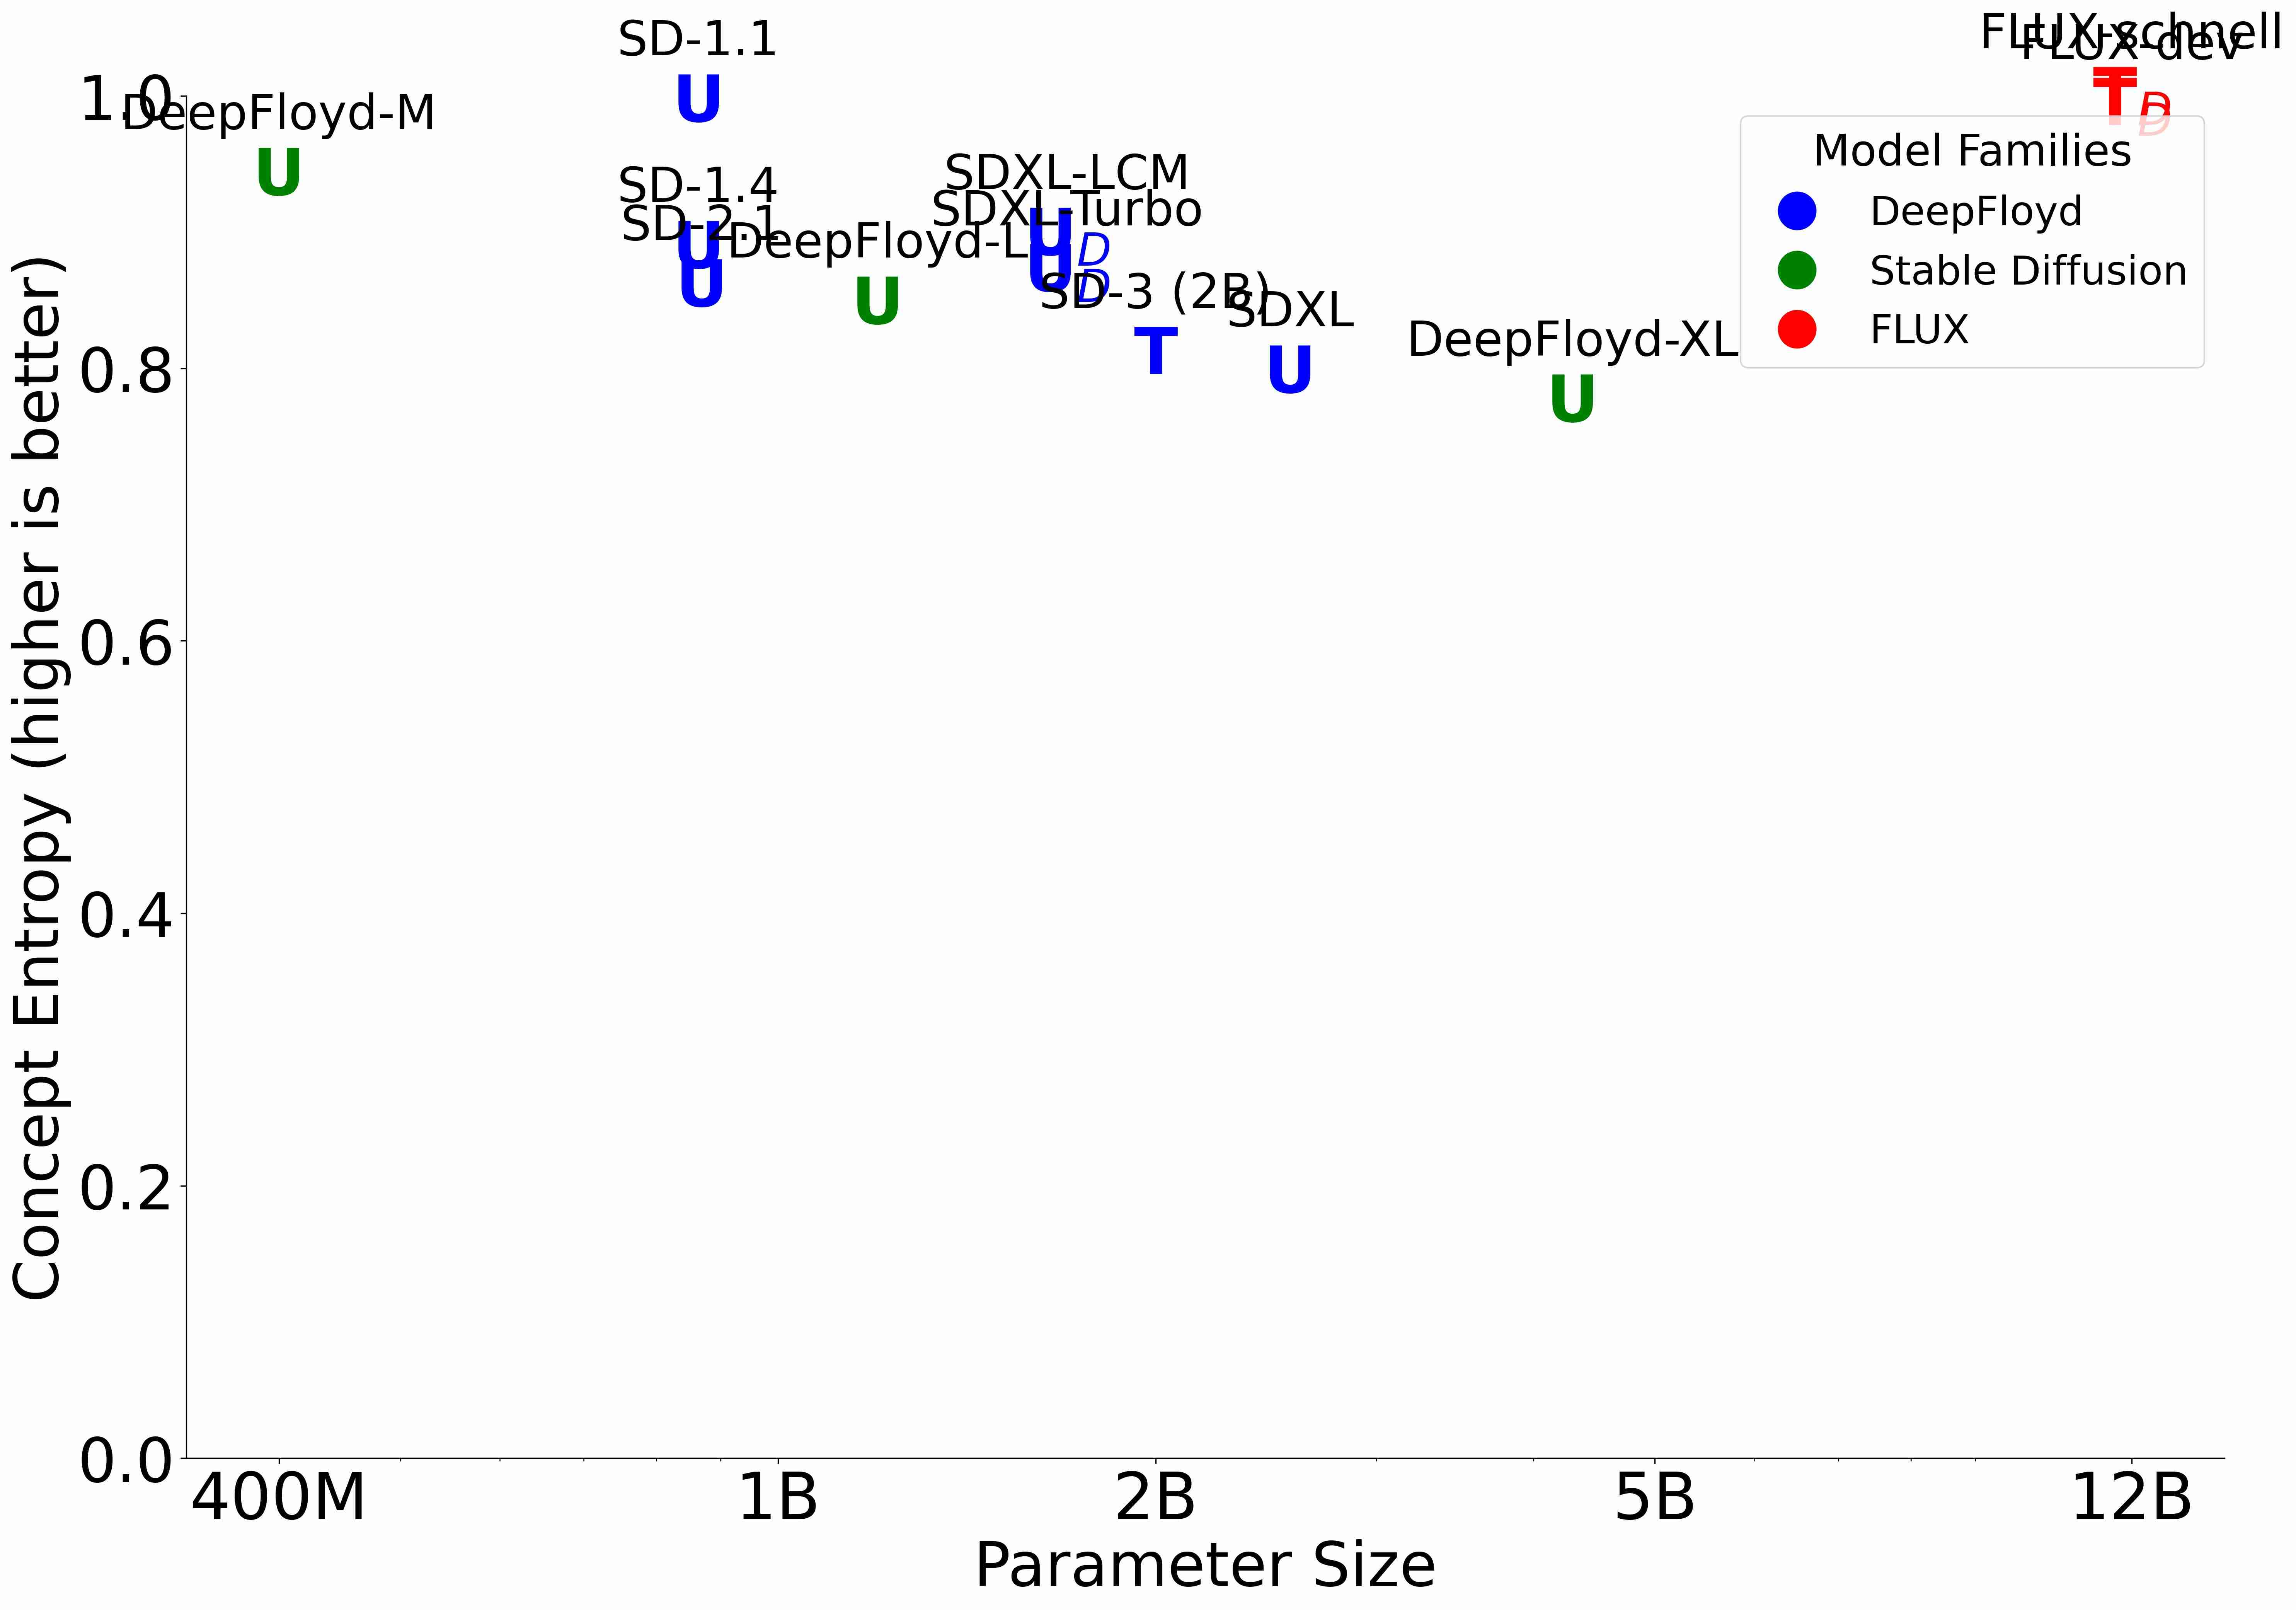 FLUX-schnell
FLUX-dev
SD-1.1
T
T
D
D
U
1.0
DeepFloyd-M
U
Model Families
DeepFloyd
Stable Diffusion
FLUX
SD-1.4
SD-2.1
U
U
DeepFloyd-L
U
SDXL-LCM
SDXL-Turbo
U
D
U
D
SD-3 (2B)
T
SDXL
U
DeepFloyd-XL
U
0.8
0.6
0.4
0.2
0.0
Concept Entropy (higher is better)
400M
1B
2B
5B
12B
Parameter Size